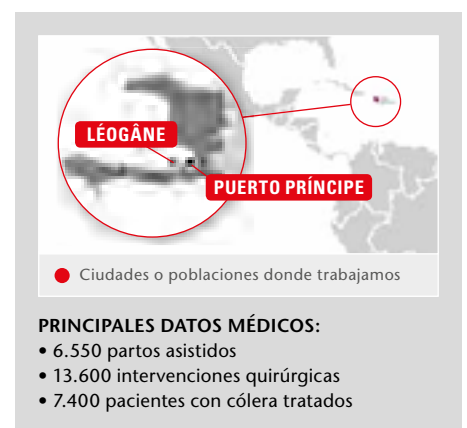 LÉOGÂNE
PUERTO PRÍNCIPE
Ciudades o poblaciones donde trabajamos
PRINCIPALES DATOS MÉDICOS:
• 6.550 partos asistidos
• 13.600 intervenciones quirúrgicas
• 7.400 pacientes con cólera tratados